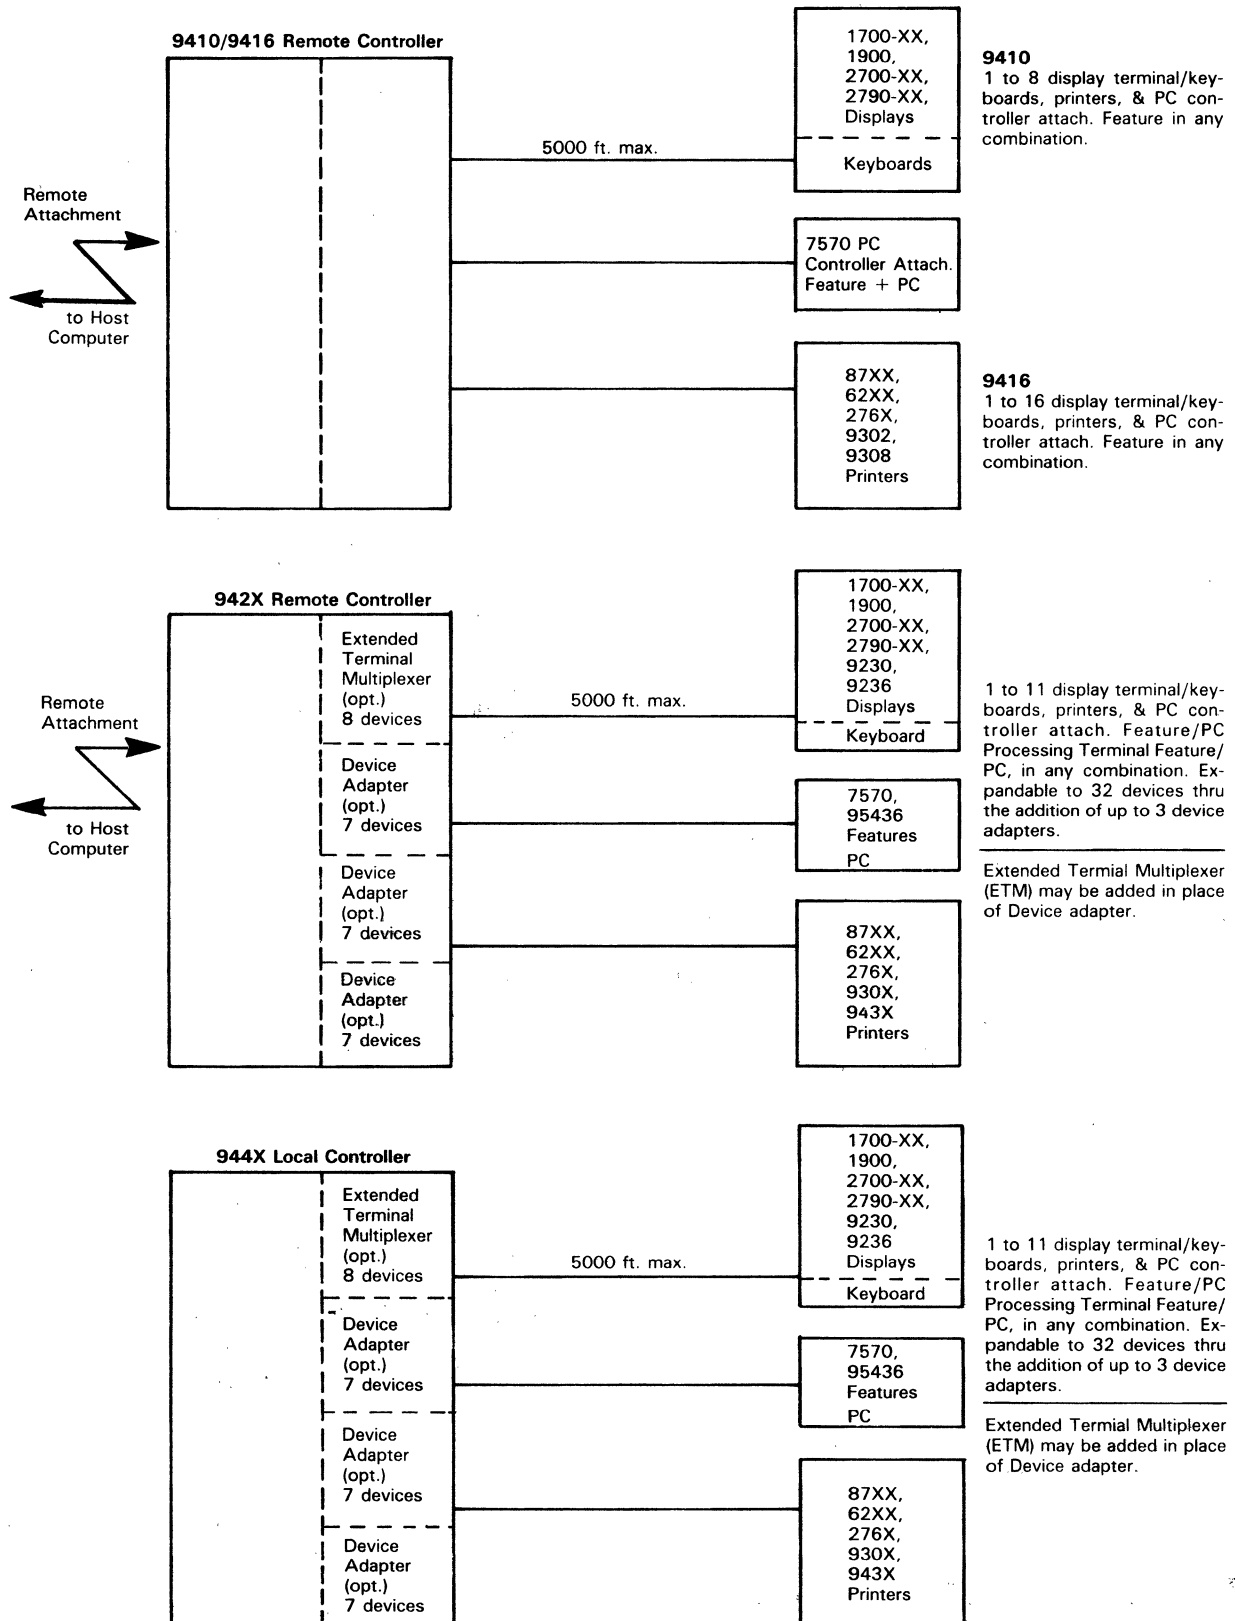 9410/9416 Remote Controller
Remote
Attachment
to Host
Computer
5000 ft. max.
1700-XX,
1900,
2700-XX,
2790-XX,
Displays
Keyboards
7570 PC
Controller Attach.
Feature + PC
87XX,
62XX,
276X,
9302,
9308
Printers
9410
1 to 8 display terminal/key-
boards, printers, & PC con-
troller attach. Feature in any
combination.
9416
1 to 16 display terminal/key-
boards, printers, & PC con-
troller attach. Feature in any
combination.
942X Remote Controller
Remote
Attachment
to Host
Computer
Extended
Terminal
Multiplexer
(opt.)
8 devices
Device
Adapter
(opt.)
7 devices
Device
Adapter
(opt.)
7 devices
Device
Adapter
(opt.)
7 devices
5000 ft. max.
1700-XX,
1900,
2700-XX,
2790-XX,
9230,
9236
Displays
Keyboard
7570,
95436
Features
PC
87XX,
62XX,
276X,
930X,
943X
Printers
1 to 11 display terminal/key-
boards, printers, & PC con-
troller attach. Feature/PC
Processing Terminal Feature/
PC, in any combination. Ex-
pandable to 32 devices thru
the addition of up to 3 device
adapters.
Extended Termial Multiplexer
(ETM) may be added in place
of Device adapter.
944X Local Controller
Extended
Terminal
Multiplexer
(opt.)
8 devices
Device
Adapter
(opt.)
7 devices
Device
Adapter
(opt.)
7 devices
Device
Adapter
(opt.)
7 devices
5000 ft. max.
1700-XX,
1900,
2700-XX,
2790-XX,
9230,
9236
Displays
Keyboard
7570,
95436
Features
PC
87XX,
62XX,
276X,
930X,
943X
Printers
1 to 11 display terminal/key-
boards, printers, & PC con-
troller attach. Feature/PC
Processing Terminal Feature/
PC, in any combination. Ex-
pandable to 32 devices thru
the addition of up to 3 device
adapters.
Extended Termial Multiplexer
(ETM) may be added in place
of Device adapter.